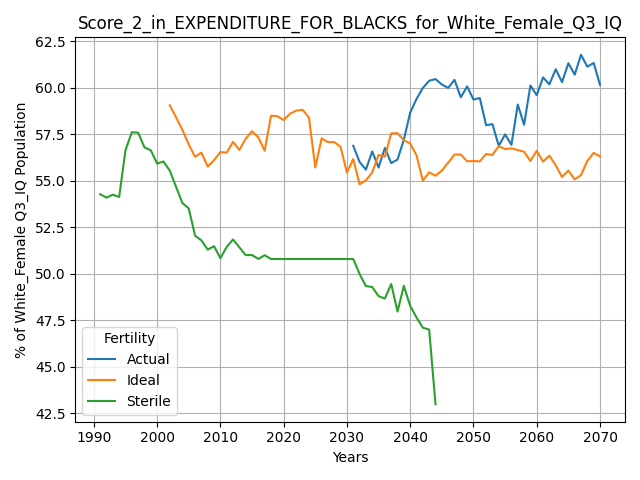 Score_2_in_EXPENDITURE_FOR_BLACKS_for_White_Female_Q3_IQ
% of White_Female Q3_IQ Population
62.5
60.0
57.5
55.0
52.5
50.0
47.5
45.0
42.5
Fertility
Actual
Ideal
Sterile
1990 2000 2010 2020 2030 2040 2050 2060 2070
Years